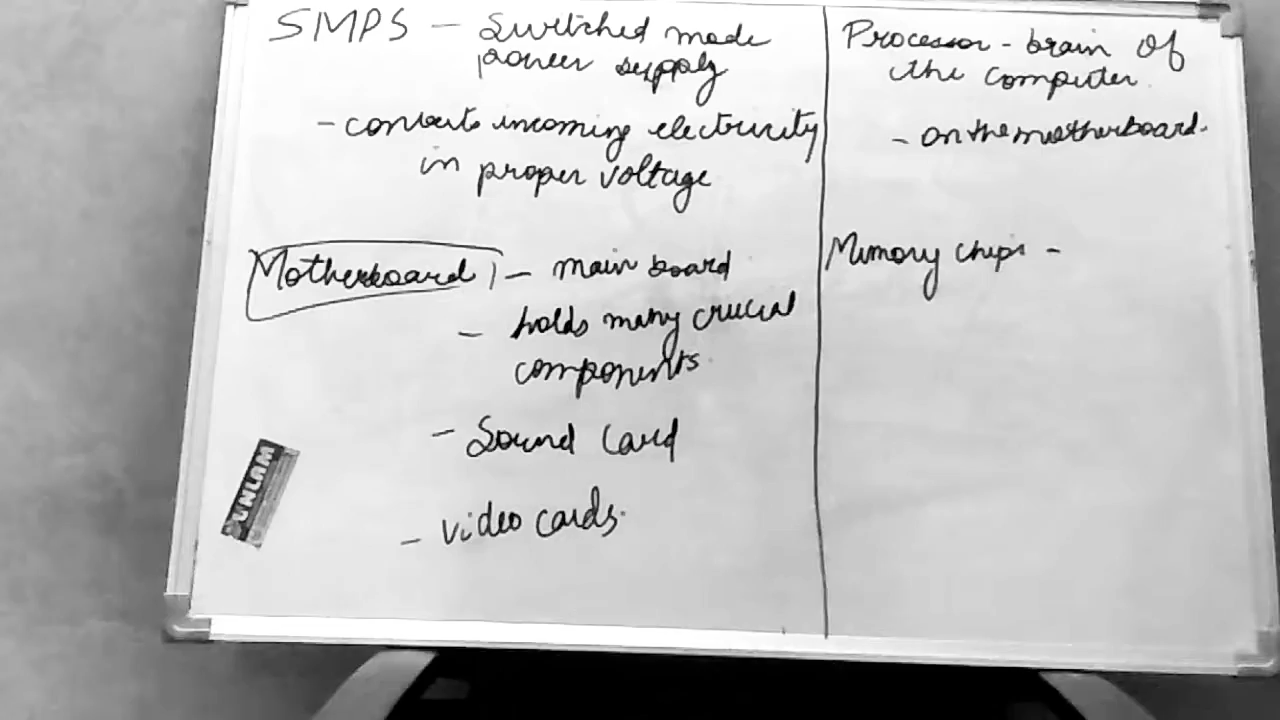 SMPS - Switched mode
power supply
- converts incoming electricity
in proper voltage
Motherboard - main board
- holds many crucial
components
- Sound Card
- Video cards.
UNLAM
Processor - brain of
the computer.
- on the motherboard.
Memory chips -